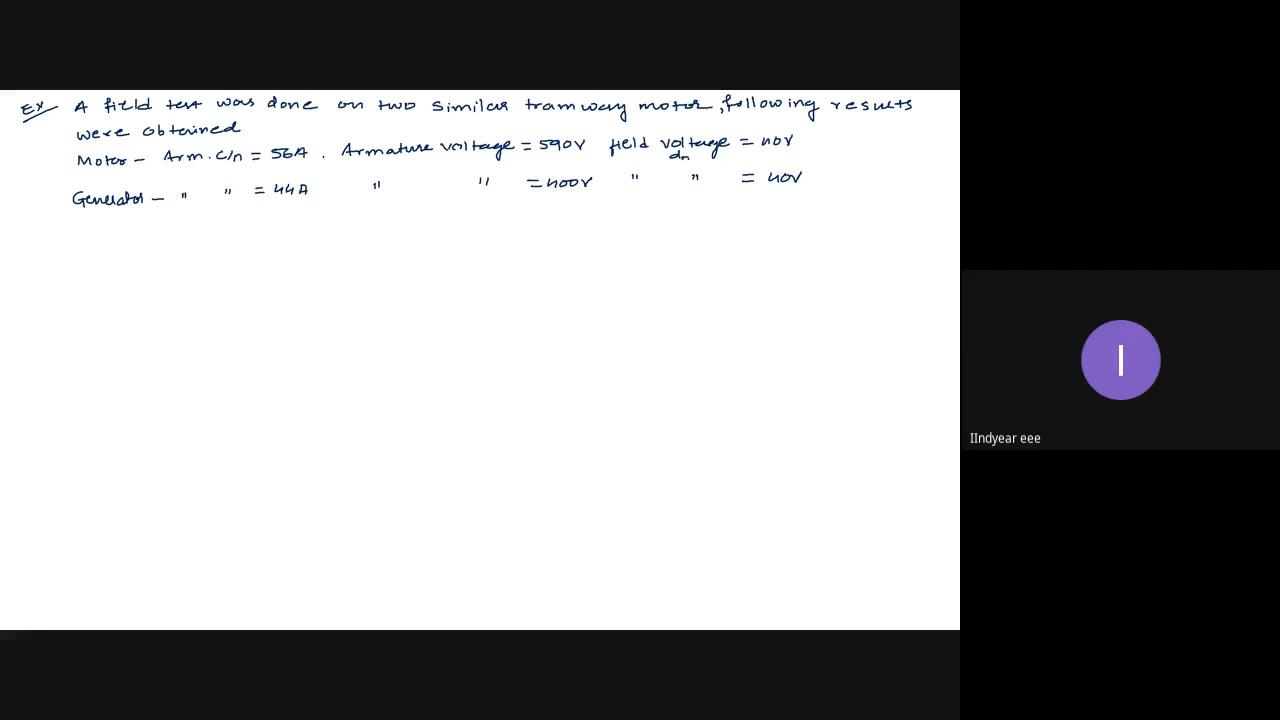 Ex A field test was done on two similar tramway motor, following results
were obtained
Motor - Arm. C/n = 56A. Armature voltage = 590V field voltage dn = 40V
Generator - " " = 44A " " = 400V " " = 40V
IIndyear eee
I